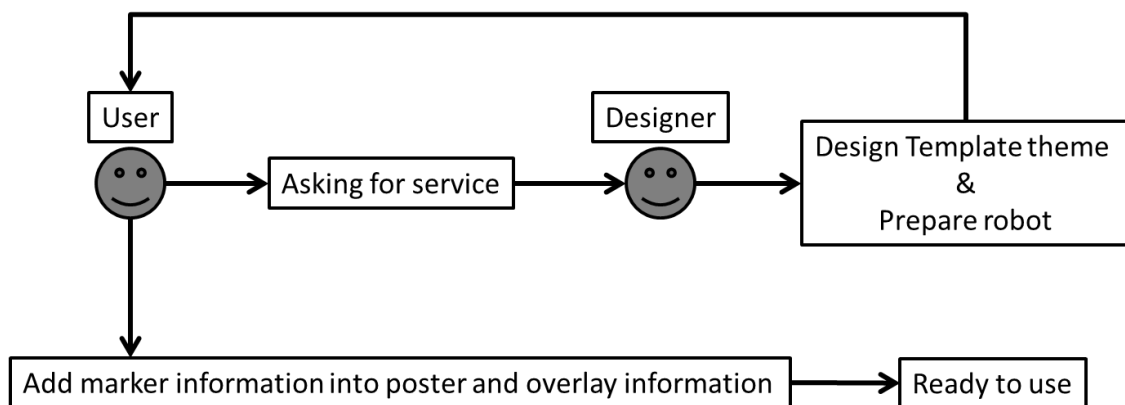 User
Designer
Asking for service
Design Template theme
&
Prepare robot
Add marker information into poster and overlay information
Ready to use